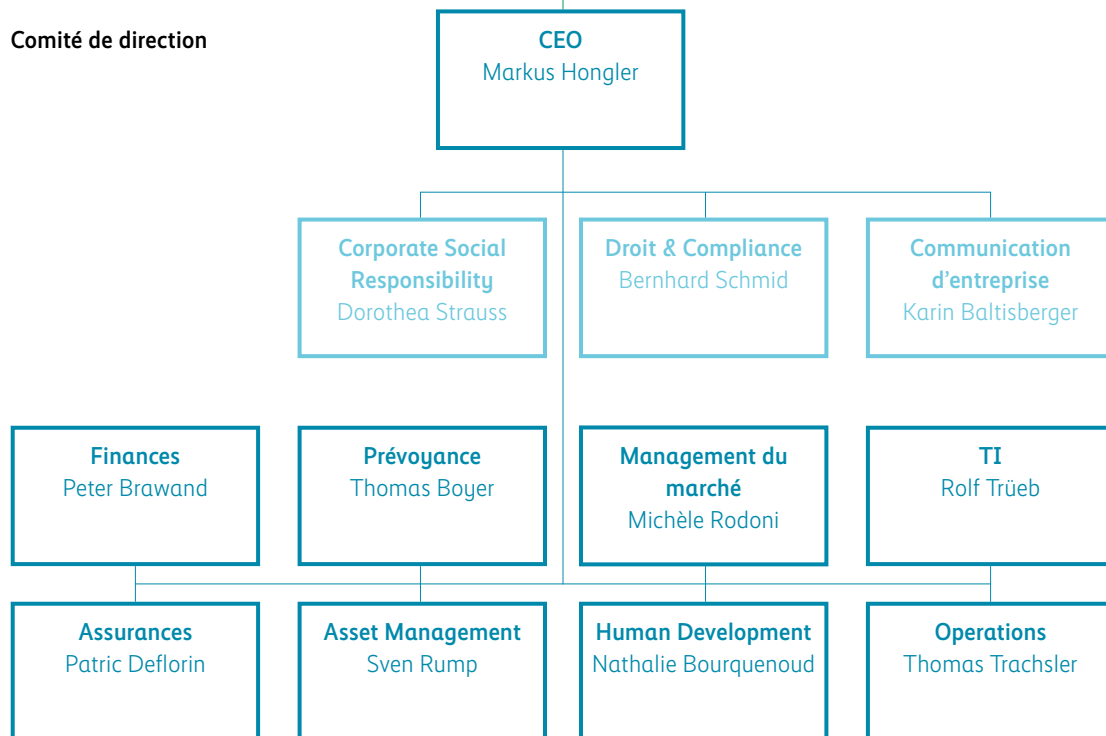 Comité de direction
CEO
Markus Hongler
Corporate Social
Responsibility
Dorothea Strauss
Droit & Compliance
Bernhard Schmid
Communication
d’entreprise
Karin Baltisberger
Finances
Peter Brawand
Prévoyance
Thomas Boyer
Management du
marché
Michèle Rodoni
TI
Rolf Trüeb
Assurances
Patric Deflorin
Asset Management
Sven Rump
Human Development
Nathalie Bourquenoud
Operations
Thomas Trachsler